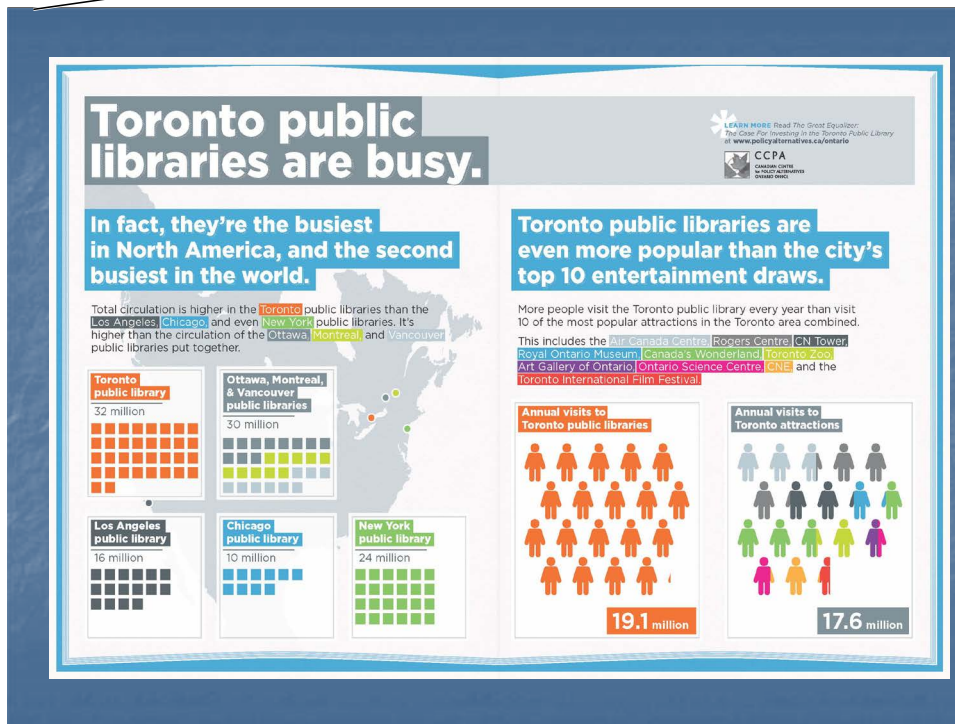 Toronto public
libraries are busy.
LEARN MORE Read The Great Equalizer:
The Case For Investing in the Toronto Public Library
at www.policyalternatives.ca/ontario
CCPA
CANADIAN CENTRE
for POLICY ALTERNATIVES
ONTARIO OFFICE
In fact, they're the busiest
in North America, and the second
busiest in the world.
Total circulation is higher in the Toronto public libraries than the
Los Angeles, Chicago, and even New York public libraries. It's
higher than the circulation of the Ottawa, Montreal, and Vancouver
public libraries put together.
Toronto
public library
32 million
Ottawa, Montreal,
& Vancouver
public libraries
30 million
Los Angeles
public library
16 million
Chicago
public library
10 million
New York
public library
24 million
Toronto public libraries are
even more popular than the city's
top 10 entertainment draws.
More people visit the Toronto public library every year than visit
10 of the most popular attractions in the Toronto area combined.
This includes the Air Canada Centre, Rogers Centre, CN Tower,
Royal Ontario Museum, Canada's Wonderland, Toronto Zoo,
Art Gallery of Ontario, Ontario Science Centre, CNE, and the
Toronto International Film Festival.
Annual visits to
Toronto public libraries
19.1 million
Annual visits to
Toronto attractions
17.6 million